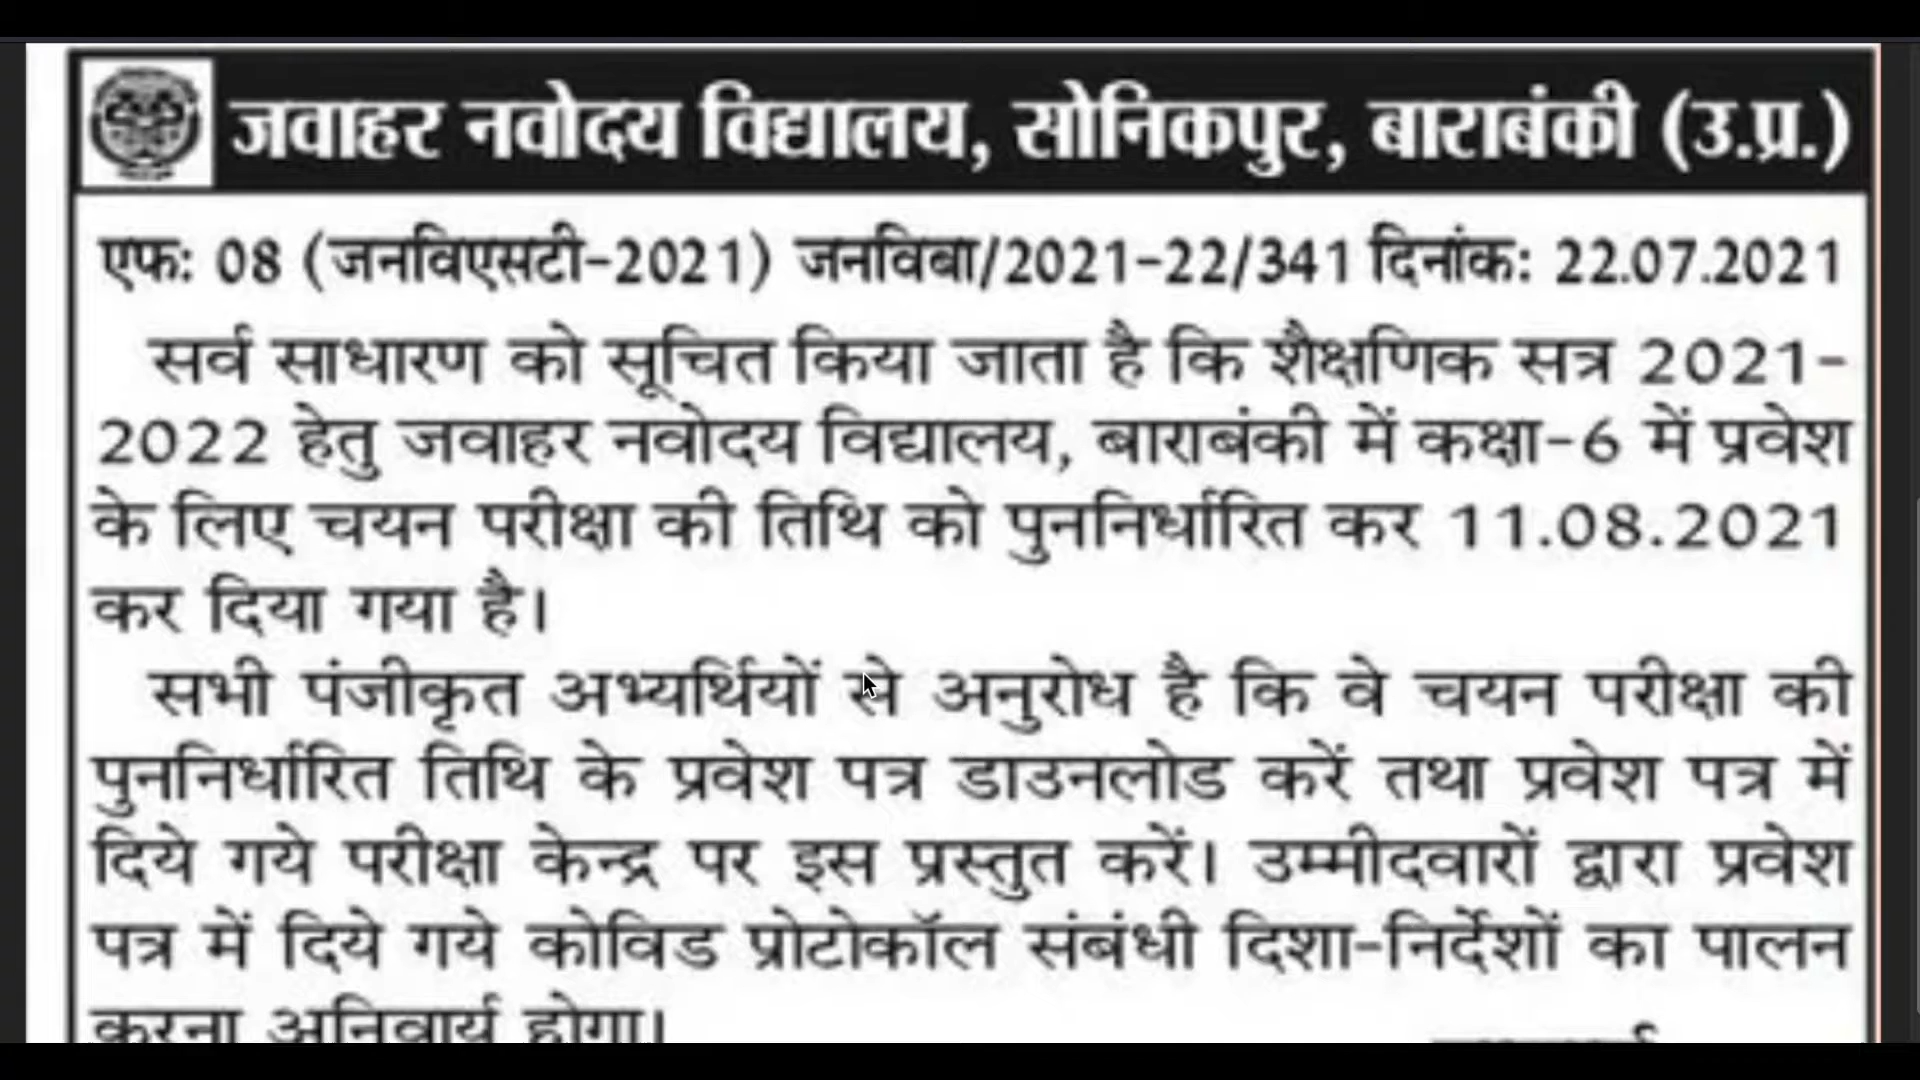 जवाहर नवोदय विद्यालय, सोनिकपुर, बाराबंकी (उ.प्र.)
एफ: 08 (जनविएसटी-2021) जनविबा/2021-22/341 दिनांक: 22.07.2021
सर्व साधारण को सूचित किया जाता है कि शैक्षणिक सत्र 2021-
2022 हेतु जवाहर नवोदय विद्यालय, बाराबंकी में कक्षा-6 में प्रवेश
के लिए चयन परीक्षा की तिथि को पुननिर्धारित कर 11.08.2021
कर दिया गया है।
सभी पंजीकृत अभ्यर्थियों से अनुरोध है कि वे चयन परीक्षा की
पुननिर्धारित तिथि के प्रवेश पत्र डाउनलोड करें तथा प्रवेश पत्र में
दिये गये परीक्षा केन्द्र पर इस प्रस्तुत करें। उम्मीदवारों द्वारा प्रवेश
पत्र में दिये गये कोविड प्रोटोकॉल संबंधी दिशा-निर्देशों का पालन
करना अनिवार्य होगा।